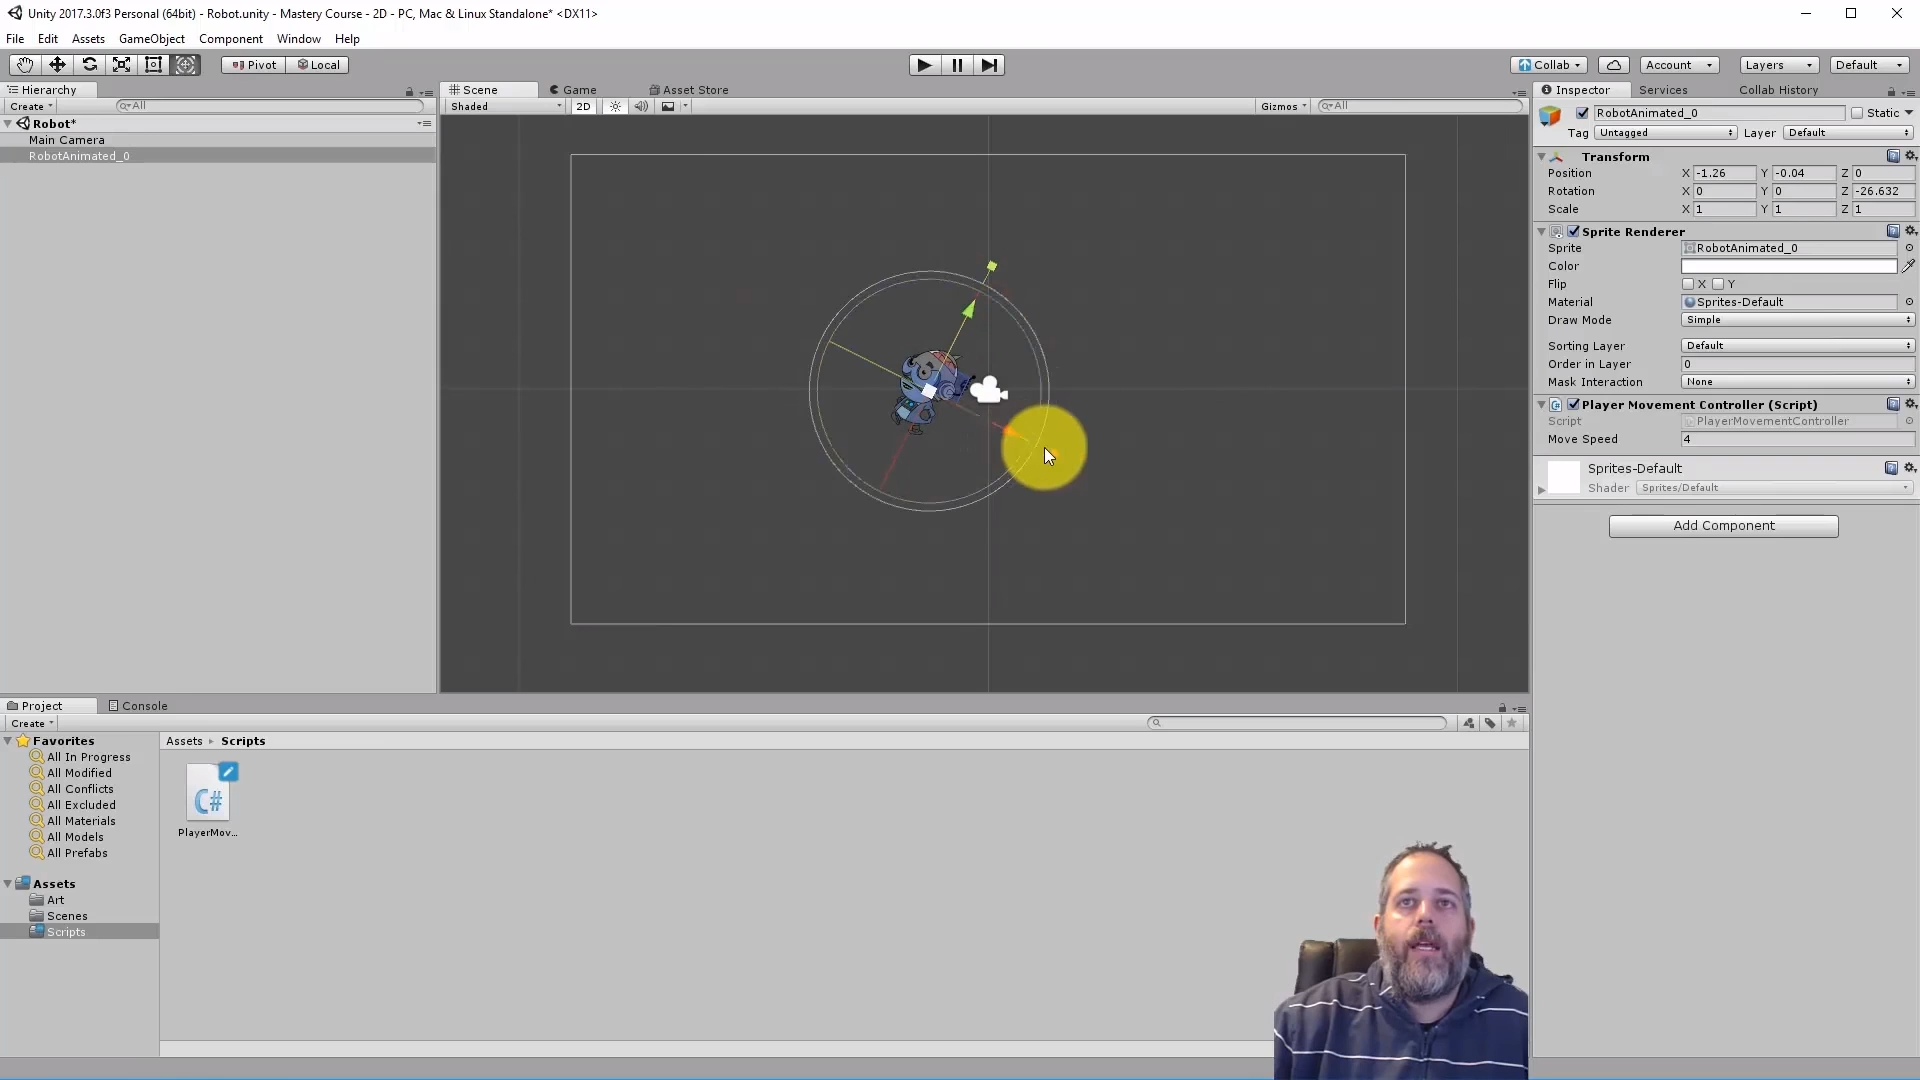 Unity 2017.3.0f3 Personal (64bit) - Robot.unity - Mastery Course - 2D - PC, Mac & Linux Standalone* <DX11>
File Edit Assets GameObject Component Window Help
Pivot Local Collab Account Layers Default
Hierarchy
Create All
Robot*
Main Camera
RobotAnimated_0
Scene Game Asset Store
Shaded 2D Gizmos All
Inspector Services Collab History
RobotAnimated_0 Static
Tag Untagged Layer Default
Transform
Position X -1.26 Y -0.04 Z 0
Rotation X 0 Y 0 Z -26.632
Scale X 1 Y 1 Z 1
Sprite Renderer
Sprite RobotAnimated_0
Color
Flip X Y
Material Sprites-Default
Draw Mode Simple
Sorting Layer Default
Order in Layer 0
Mask Interaction None
Player Movement Controller (Script)
Script PlayerMovementController
Move Speed 4
Sprites-Default
Shader Sprites/Default
Add Component
Project Console
Create
Favorites
All In Progress
All Modified
All Conflicts
All Excluded
All Materials
All Models
All Prefabs
Assets
Art
Scenes
Scripts
Assets Scripts
C#
PlayerMov...